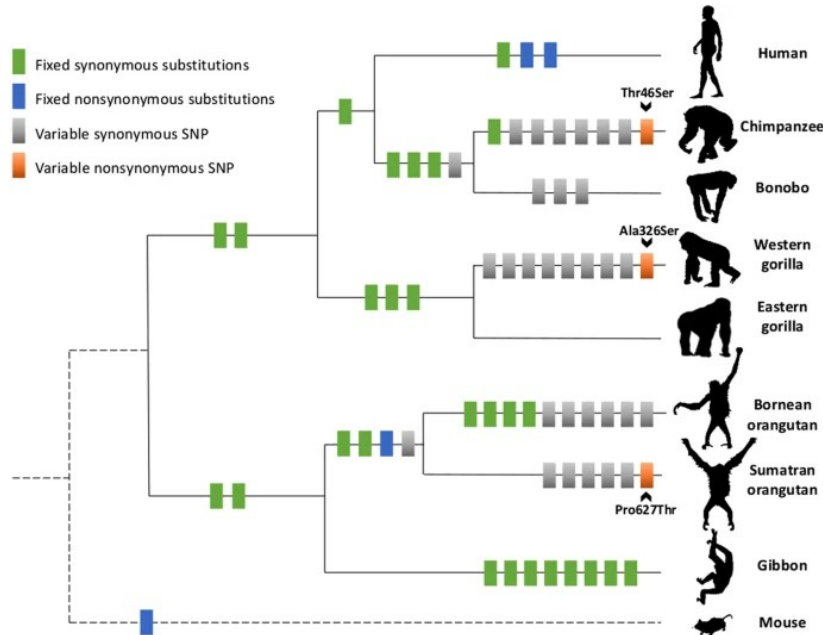 Fixed synonymous substitutions
Fixed nonsynonymous substitutions
Variable synonymous SNP
Variable nonsynonymous SNP
Human
Thr46Ser
Chimpanzee
Bonobo
Ala326Ser
Western
gorilla
Eastern
gorilla
Bornean
orangutan
Sumatran
orangutan
Pro627Thr
Gibbon
Mouse